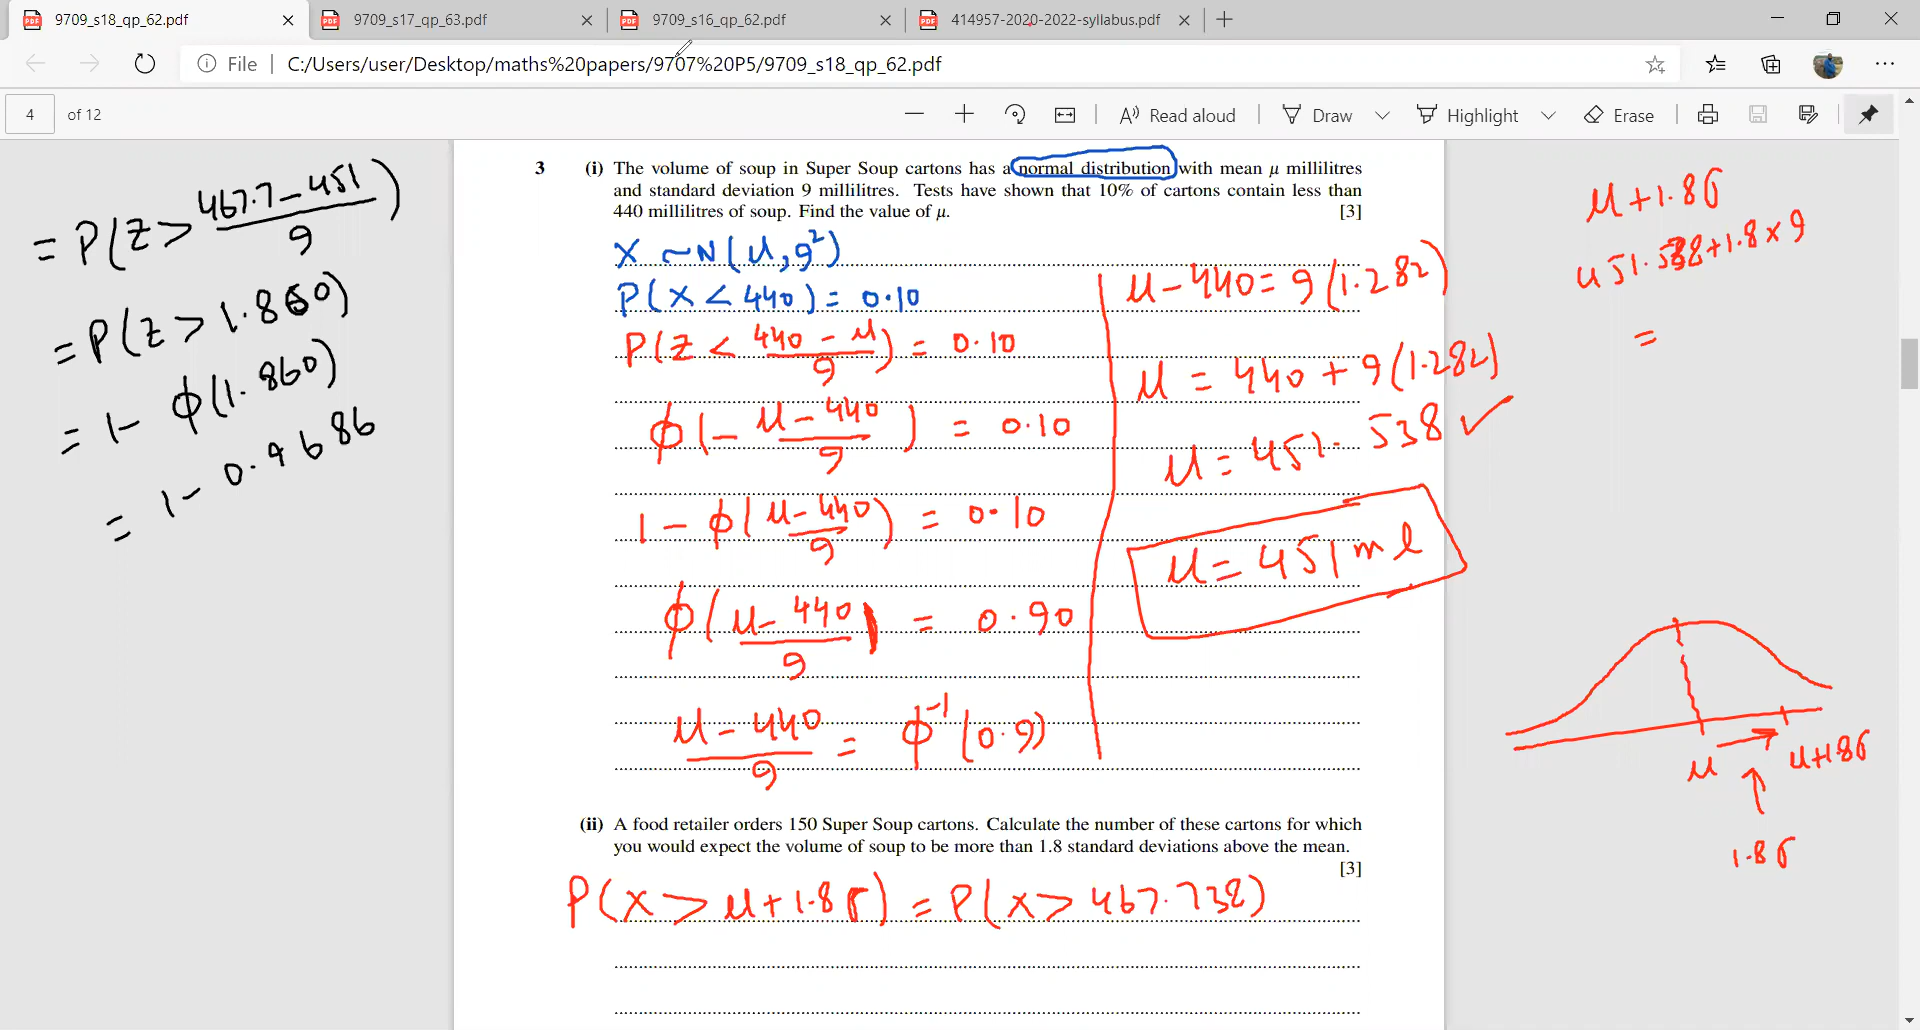 9709_s18_qp_62.pdf
9709_s17_qp_63.pdf
9709_s16_qp_62.pdf
414957-2020-2022-syllabus.pdf
File
C:/Users/user/Desktop/maths%20papers/9707%20P5/9709_s18_qp_62.pdf
4 of 12
Read aloud
Draw
Highlight
Erase
= P(Z > (467.7 - 451)/9)
= P(Z > 1.860)
= 1 - ϕ(1.860)
= 1 - 0.9686
3 (i) The volume of soup in Super Soup cartons has a normal distribution with mean μ millilitres
and standard deviation 9 millilitres. Tests have shown that 10% of cartons contain less than
440 millilitres of soup. Find the value of μ. [3]
X ~ N(μ, 9²)
P(X < 440) = 0.10
P(Z < (440 - μ)/9) = 0.10
ϕ(- (μ - 440)/9) = 0.10
1 - ϕ((μ - 440)/9) = 0.10
ϕ((μ - 440)/9) = 0.90
(μ - 440)/9 = ϕ⁻¹(0.9)
μ - 440 = 9(1.282)
μ = 440 + 9(1.282)
μ = 451.538 ✓
μ = 451 ml
μ + 1.8σ
451.538 + 1.8 × 9
=
μ
μ + 1.8σ
1.8σ
(ii) A food retailer orders 150 Super Soup cartons. Calculate the number of these cartons for which
you would expect the volume of soup to be more than 1.8 standard deviations above the mean.
[3]
P(X > μ + 1.8σ) = P(X > 467.738)